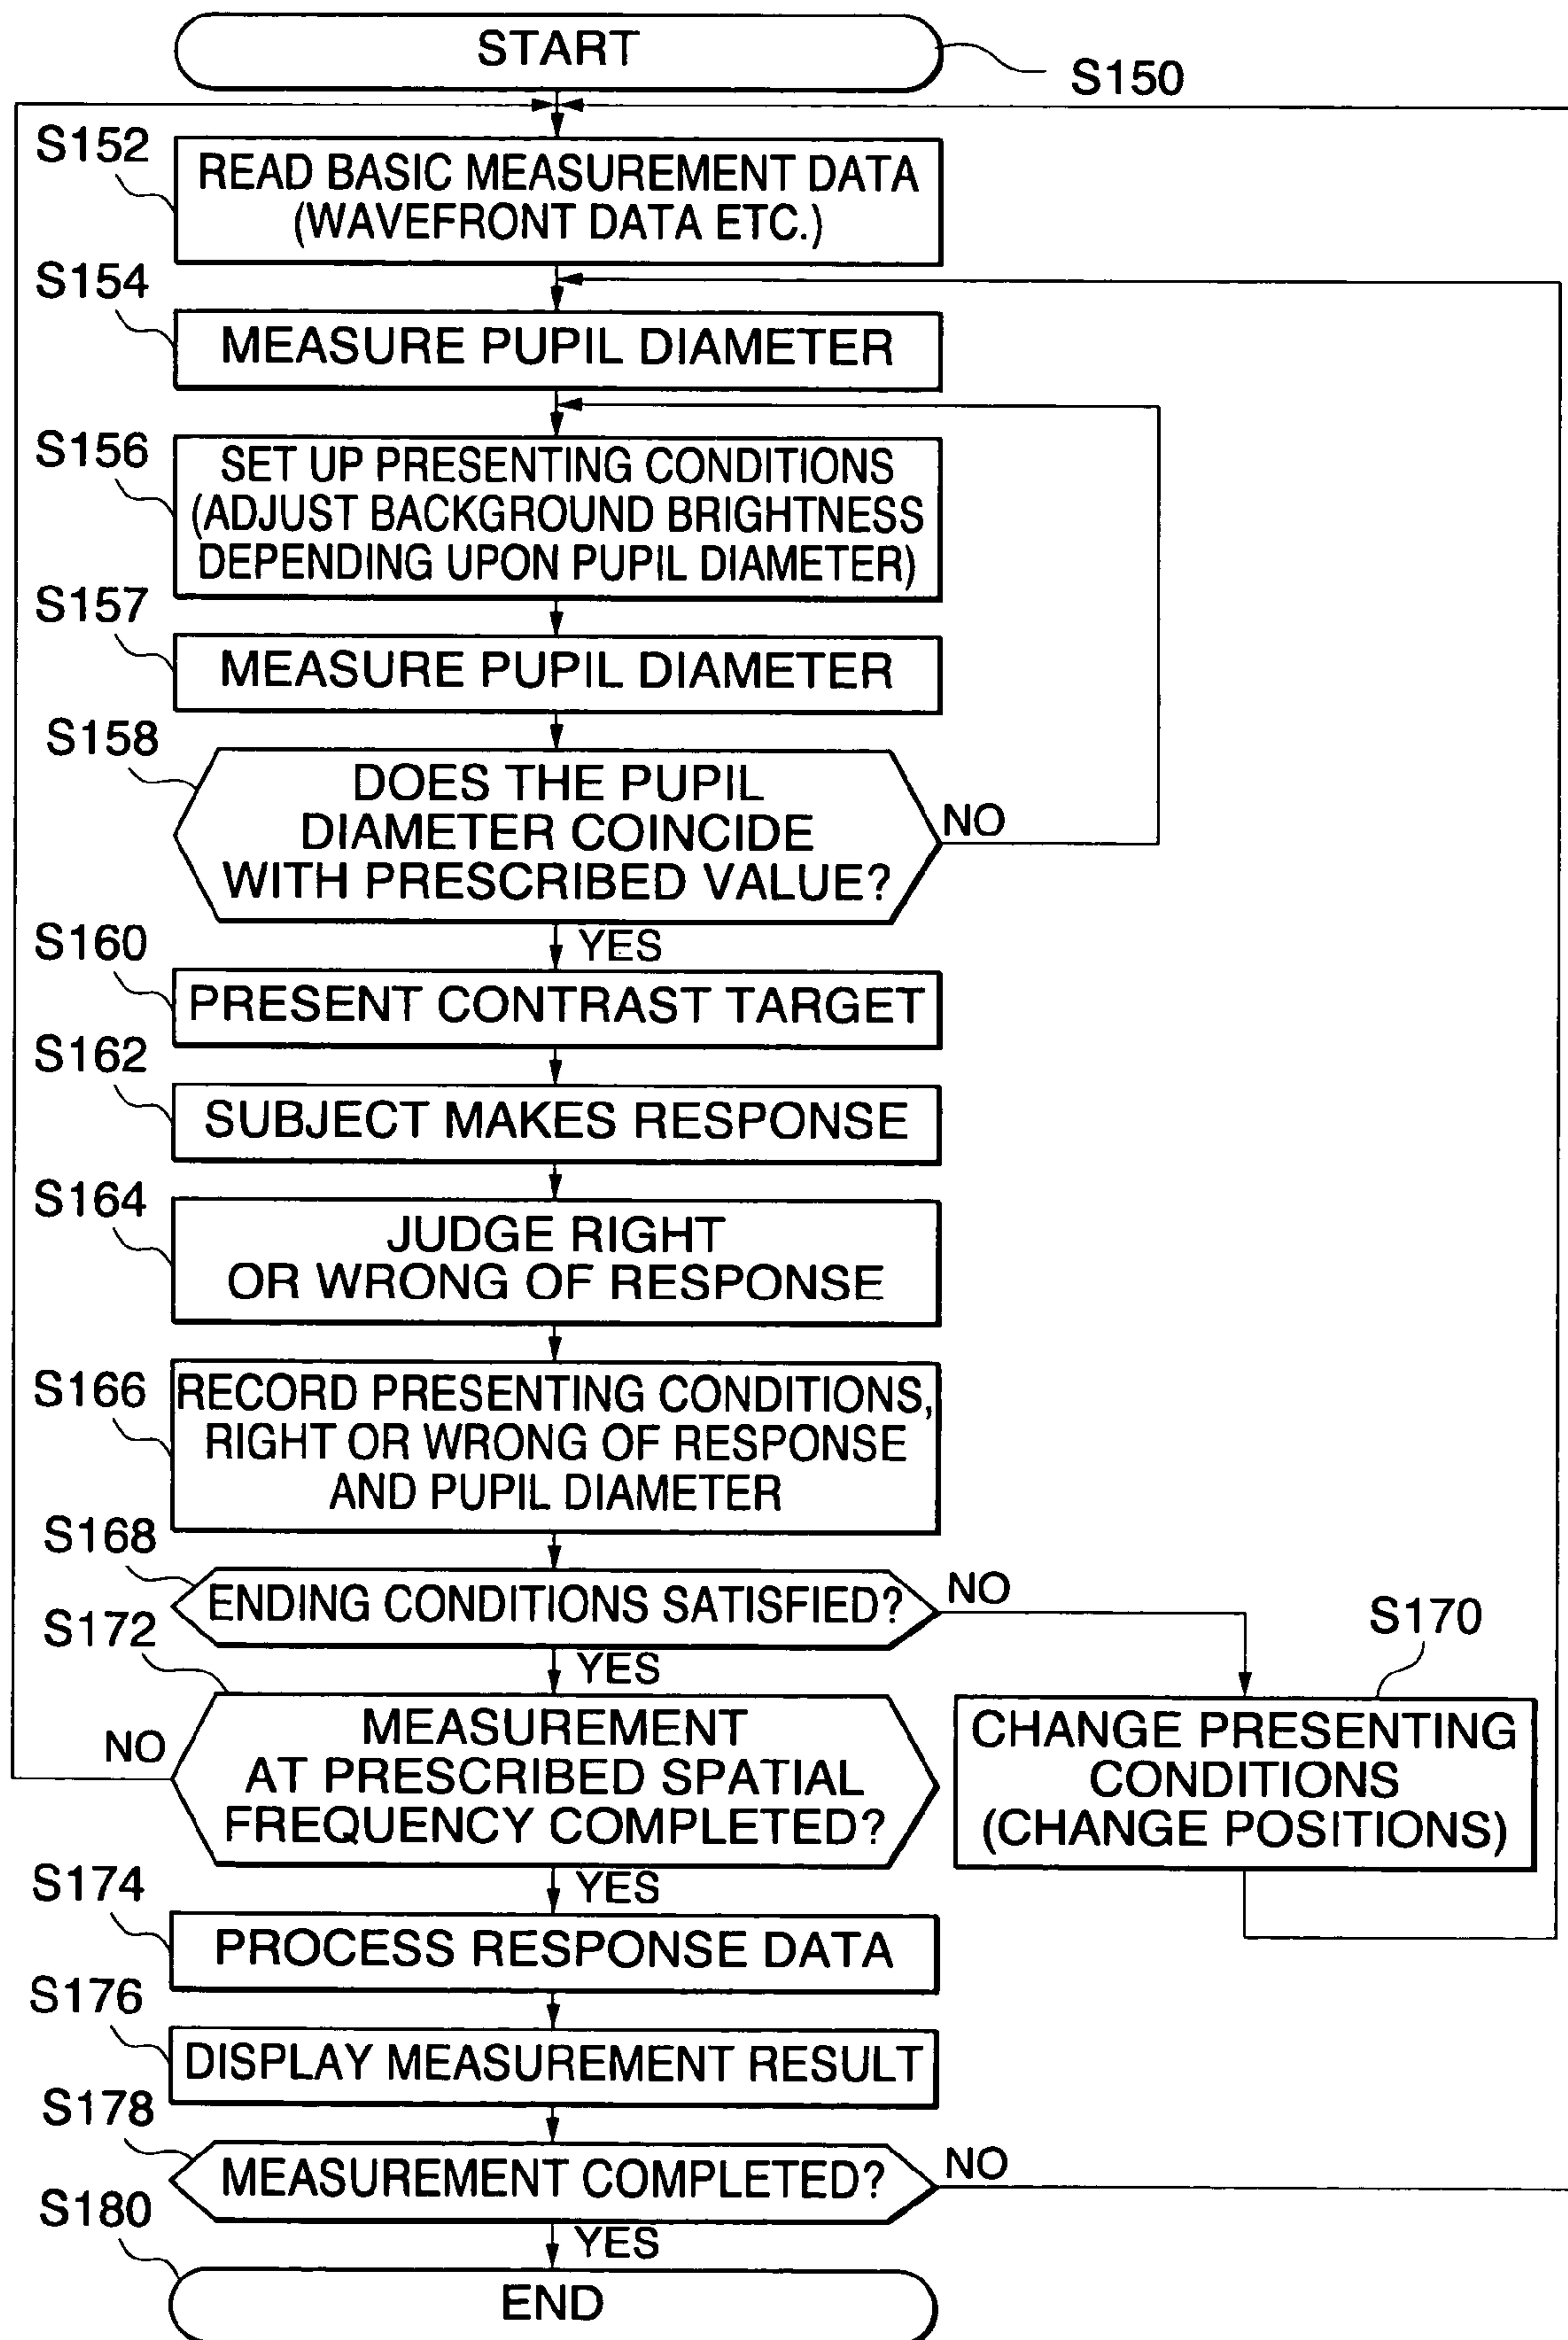 START
S150
S152
READ BASIC MEASUREMENT DATA
(WAVEFRONT DATA ETC.)
S154
MEASURE PUPIL DIAMETER
S156
SET UP PRESENTING CONDITIONS
(ADJUST BACKGROUND BRIGHTNESS
DEPENDING UPON PUPIL DIAMETER)
S157
MEASURE PUPIL DIAMETER
S158
DOES THE PUPIL
DIAMETER COINCIDE
WITH PRESCRIBED VALUE?
NO
YES
S160
PRESENT CONTRAST TARGET
S162
SUBJECT MAKES RESPONSE
S164
JUDGE RIGHT
OR WRONG OF RESPONSE
S166
RECORD PRESENTING CONDITIONS,
RIGHT OR WRONG OF RESPONSE
AND PUPIL DIAMETER
S168
ENDING CONDITIONS SATISFIED?
NO
YES
S170
CHANGE PRESENTING
CONDITIONS
(CHANGE POSITIONS)
S172
MEASUREMENT
AT PRESCRIBED SPATIAL
FREQUENCY COMPLETED?
NO
YES
S174
PROCESS RESPONSE DATA
S176
DISPLAY MEASUREMENT RESULT
S178
MEASUREMENT COMPLETED?
NO
YES
S180
END